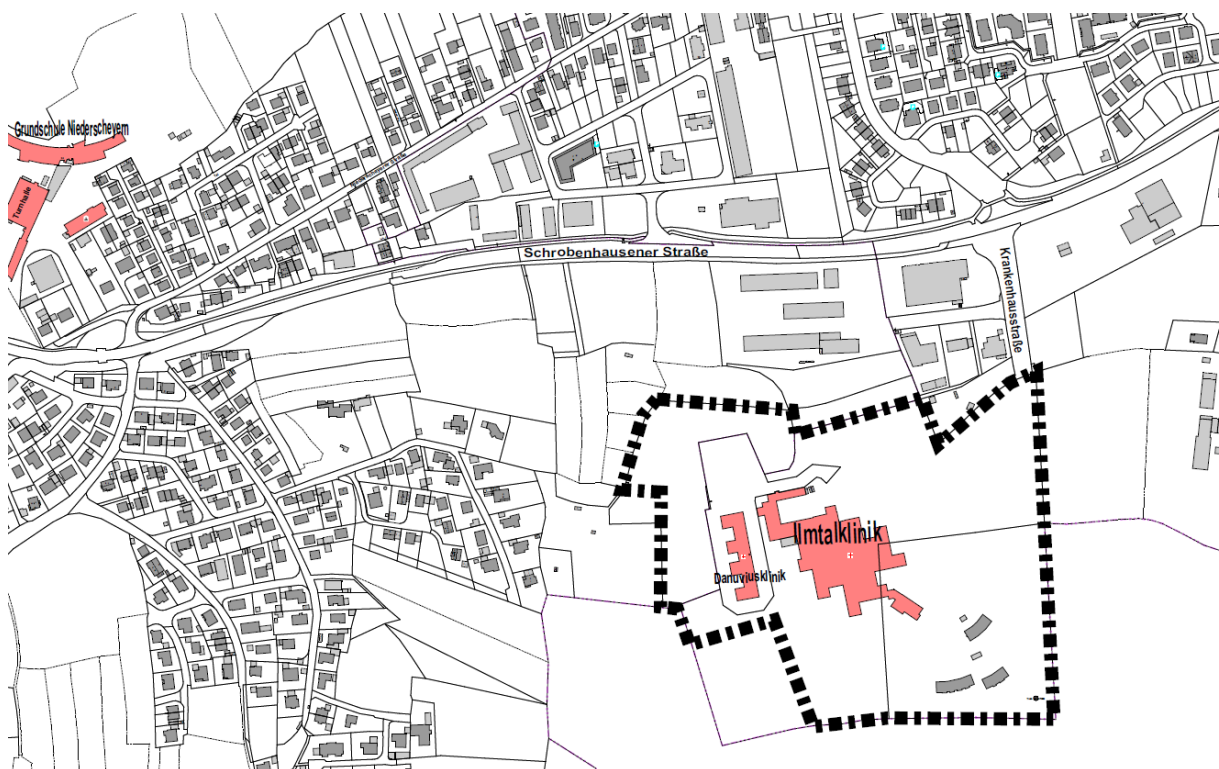 Grundschule Niederscheyern
Turnhalle
Schrobenhausener Straße
Krankenhausstraße
Ilmtalklinik
Danuviusklinik